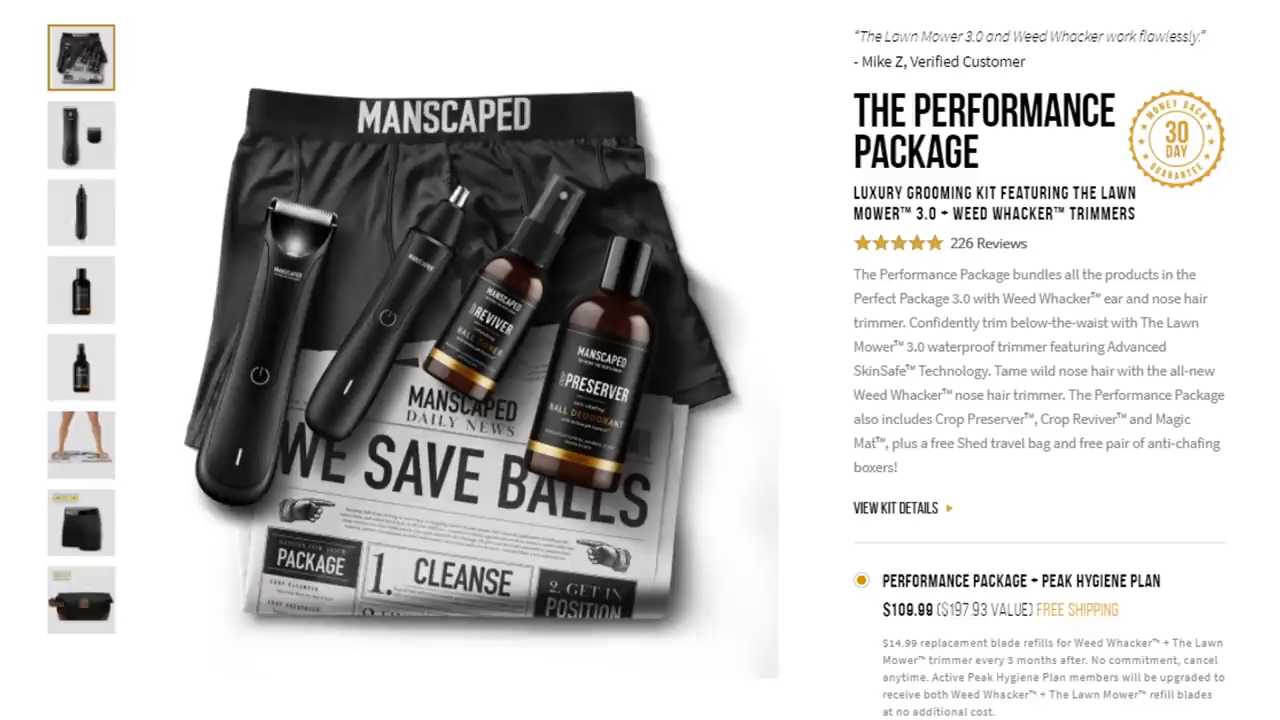 "The Lawn Mower 3.0 and Weed Whacker work flawlessly."
- Mike Z, Verified Customer
THE PERFORMANCE
PACKAGE
MONEY BACK
30
DAY
GUARANTEE
LUXURY GROOMING KIT FEATURING THE LAWN
MOWER™ 3.0 + WEED WHACKER™ TRIMMERS
226 Reviews
The Performance Package bundles all the products in the
Perfect Package 3.0 with Weed Whacker™ ear and nose hair
trimmer. Confidently trim below-the-waist with The Lawn
Mower™ 3.0 waterproof trimmer featuring Advanced
SkinSafe™ Technology. Tame wild nose hair with the all-new
Weed Whacker™ nose hair trimmer. The Performance Package
also includes Crop Preserver™, Crop Reviver™ and Magic
Mat™, plus a free Shed travel bag and free pair of anti-chafing
boxers!
VIEW KIT DETAILS
PERFORMANCE PACKAGE + PEAK HYGIENE PLAN
$109.99 ($197.93 VALUE) FREE SHIPPING
$14.99 replacement blade refills for Weed Whacker™ + The Lawn
Mower™ trimmer every 3 months after. No commitment, cancel
anytime. Active Peak Hygiene Plan members will be upgraded to
receive both Weed Whacker™ + The Lawn Mower™ refill blades
at no additional cost.
MANSCAPED
MANSCAPED
MANSCAPED
MANSCAPED
REVIVER
BALL TONER
MANSCAPED
PRESERVER
BALL DEODORANT
MANSCAPED
DAILY NEWS
WE SAVE BALLS
PACKAGE
1. CLEANSE
2. GET IN
POSITION